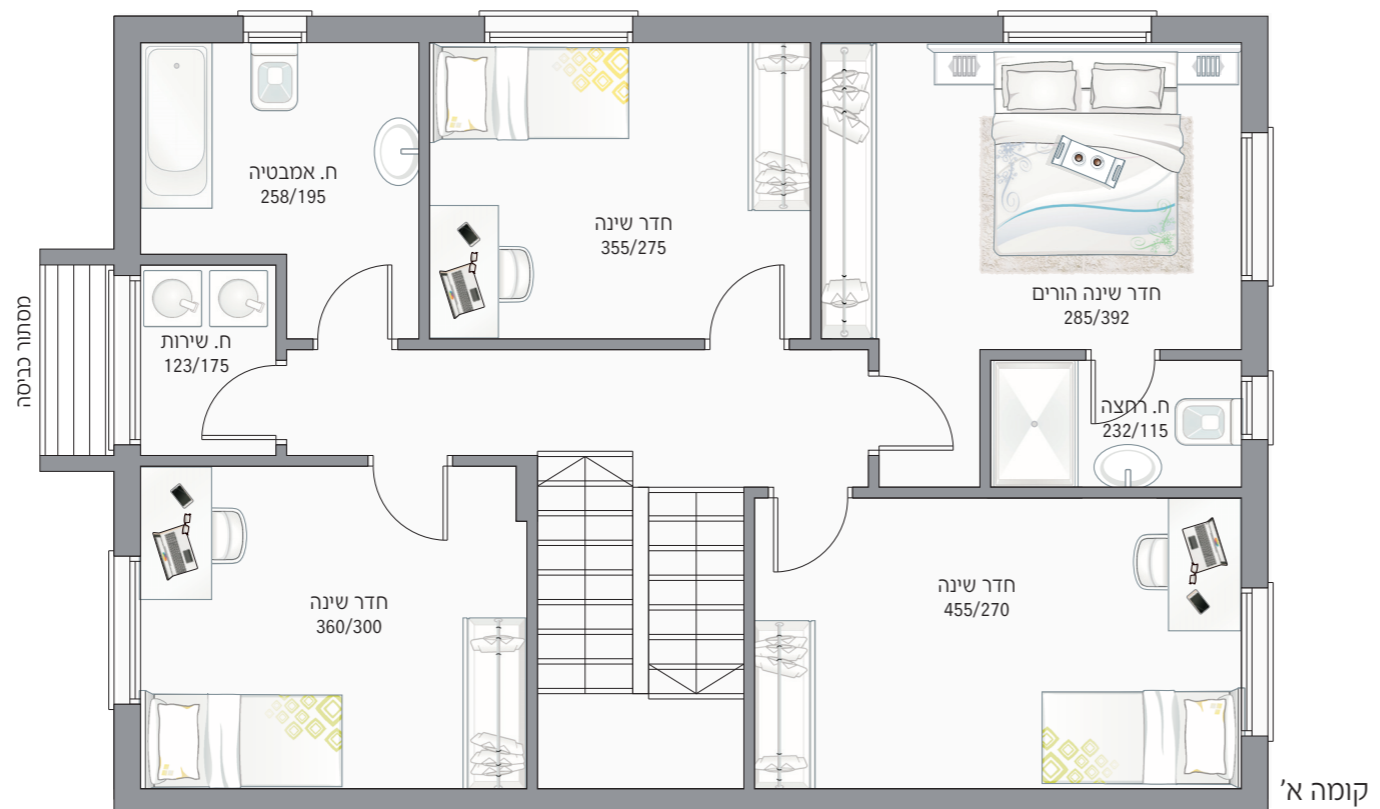 ח. אמבטיה
258/195
חדר שינה
355/275
חדר שינה הורים
285/392
ח. שירות
123/175
מסתור כביסה
ח. רחצה
232/115
חדר שינה
360/300
חדר שינה
455/270
קומה א'